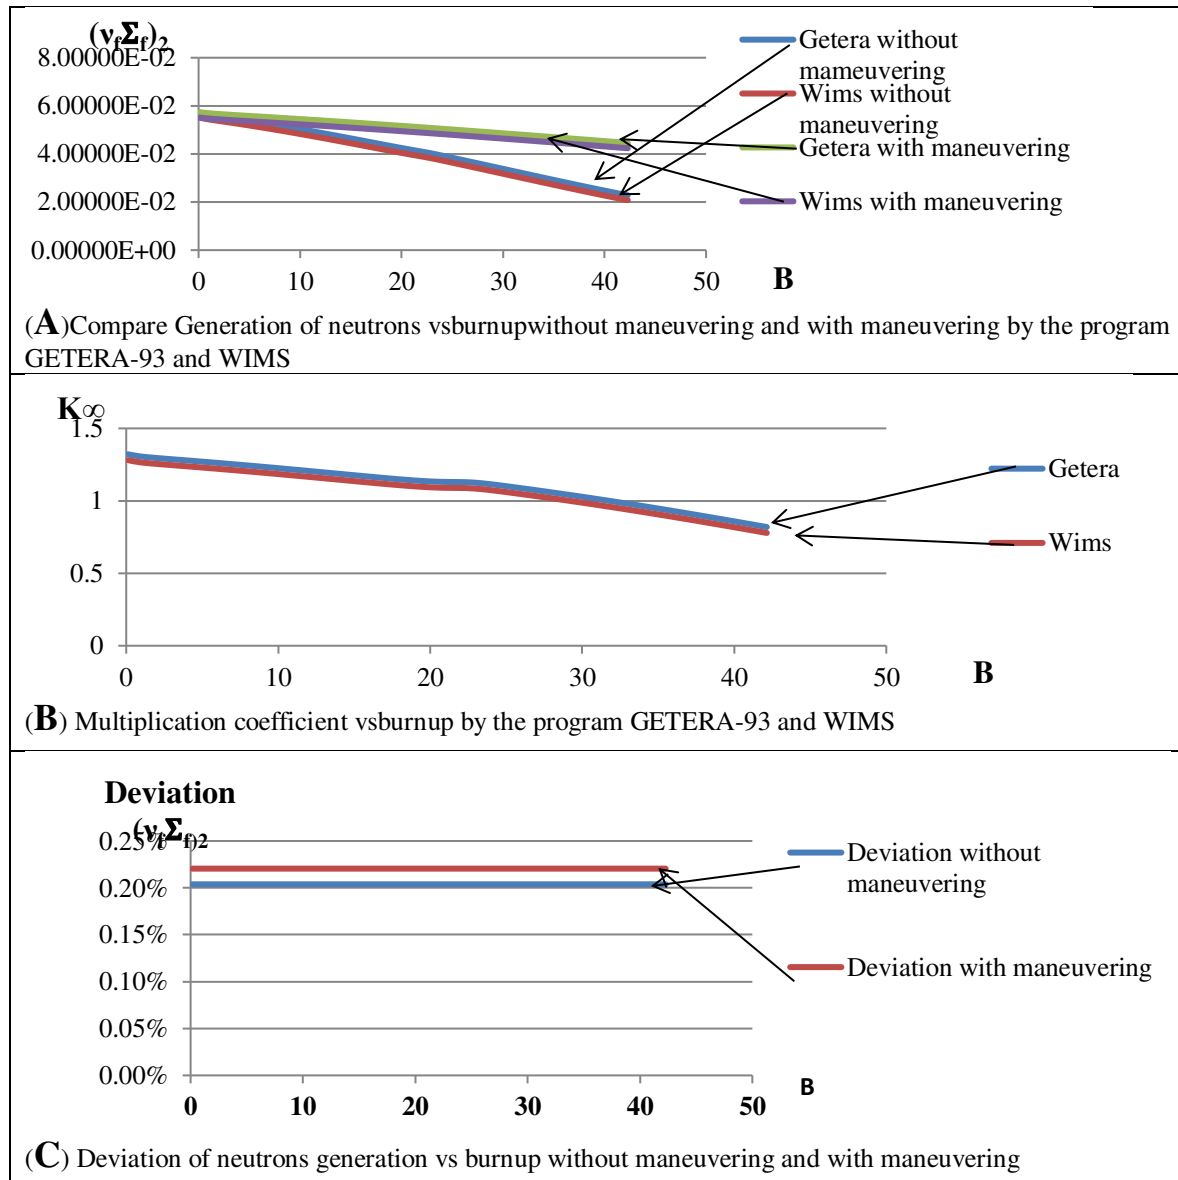 (νfΣf)2
8.00000E-02
6.00000E-02
4.00000E-02
2.00000E-02
0.00000E+00
0 10 20 30 40 50
B
Getera without
mameuvering
Wims without
maneuvering
Getera with maneuvering
Wims with maneuvering
(A)Compare Generation of neutrons vsburnupwithout maneuvering and with maneuvering by the program
GETERA-93 and WIMS
K∞
1.5
1
0.5
0
0 10 20 30 40 50
B
Getera
Wims
(B) Multiplication coefficient vsburnup by the program GETERA-93 and WIMS
Deviation
(νfΣf)2
0.25%
0.20%
0.15%
0.10%
0.05%
0.00%
0 10 20 30 40 50
B
Deviation without
maneuvering
Deviation with maneuvering
(C) Deviation of neutrons generation vs burnup without maneuvering and with maneuvering